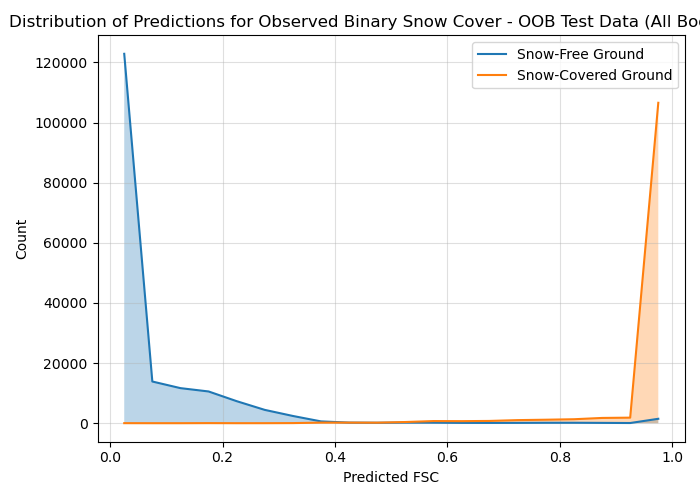 Distribution of Predictions for Observed Binary Snow Cover - OOB Test Data (All
Snow-Free Ground
Snow-Covered Ground
120000
100000
80000
60000
40000
20000
0
Count
0.0 0.2 0.4 0.6 0.8 1.0
Predicted FSC